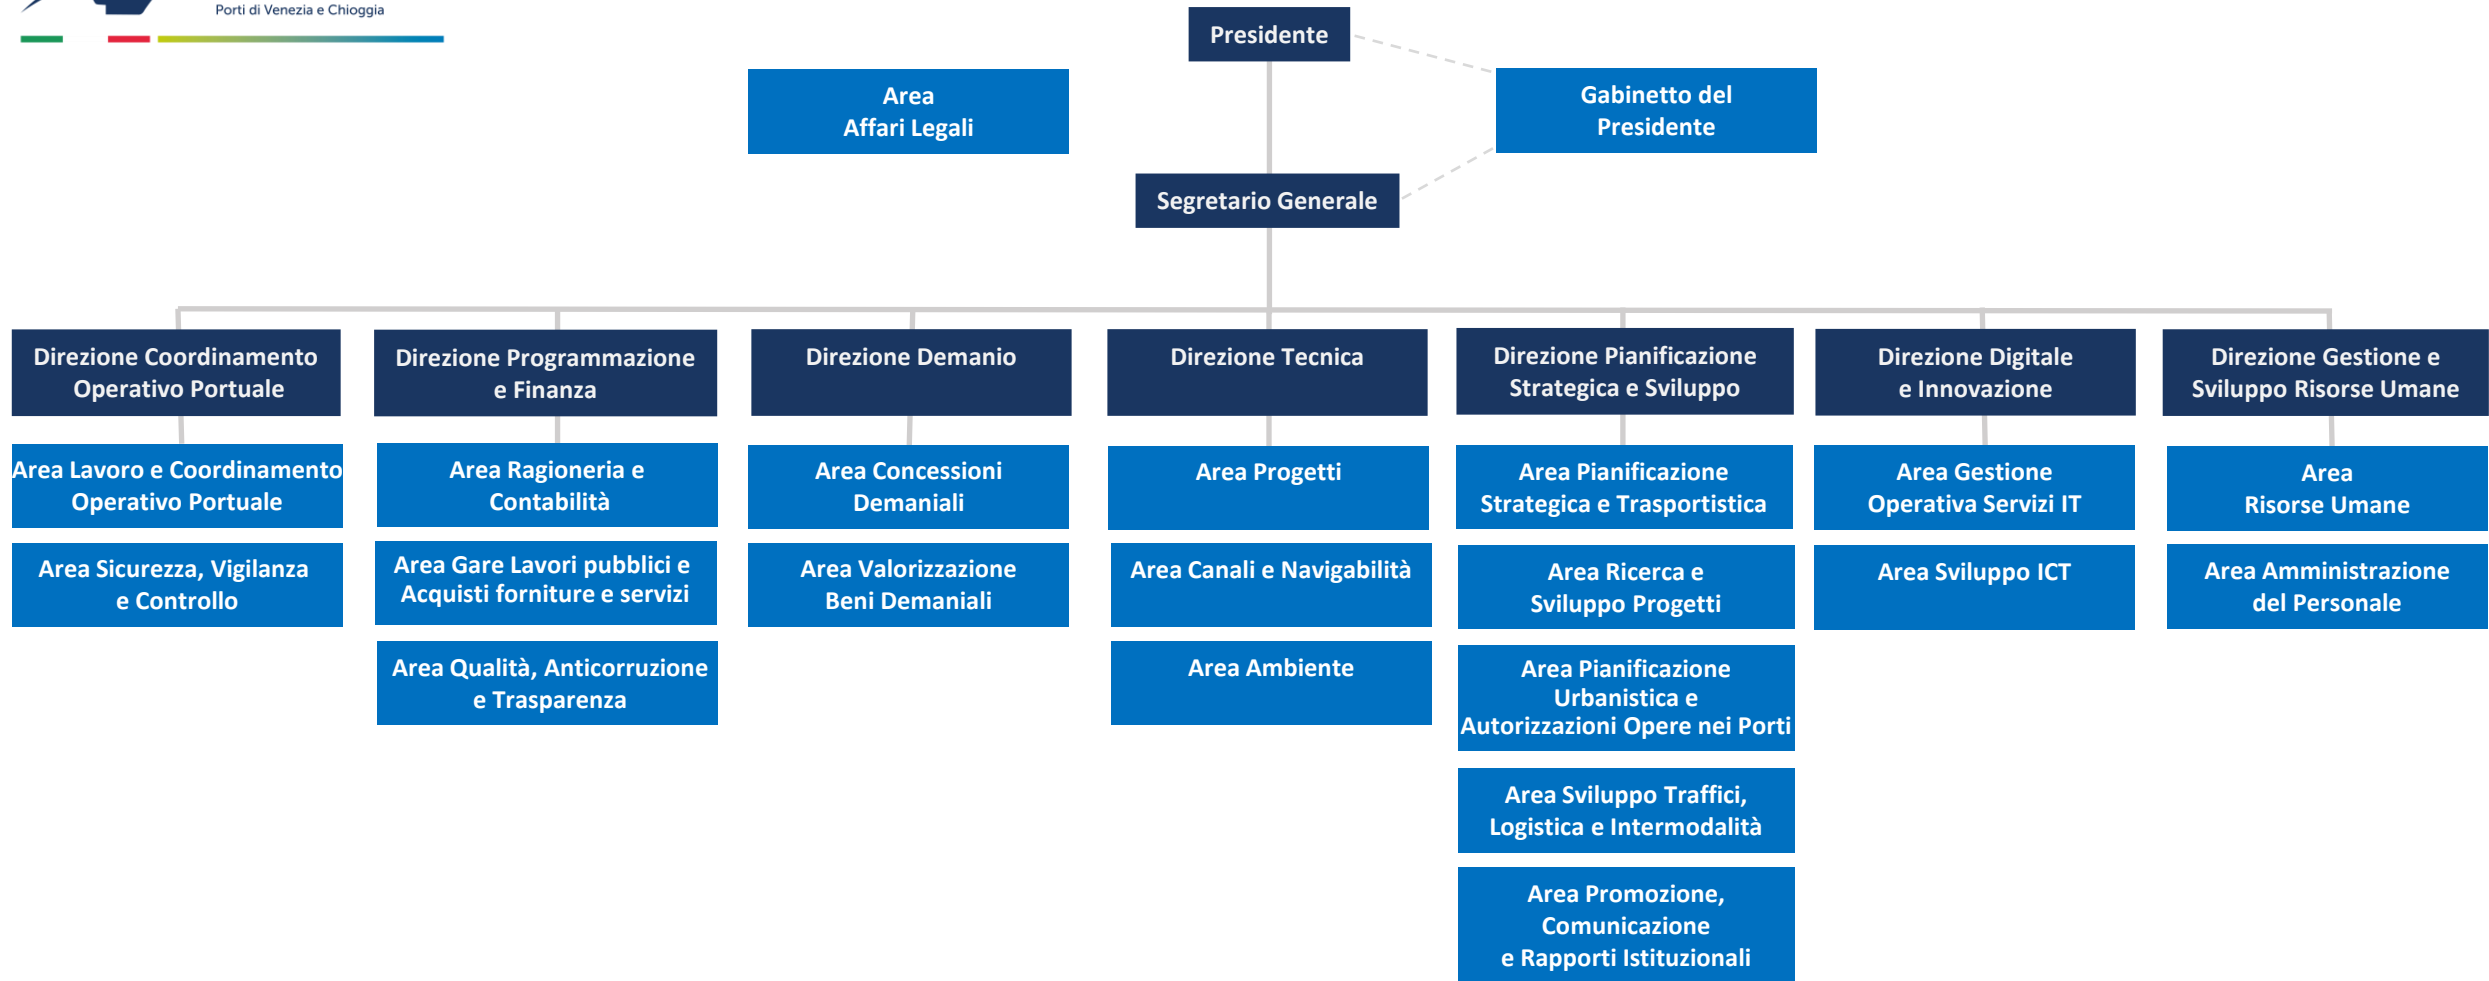 Porti di Venezia e Chioggia
Presidente
Area
Affari Legali
Gabinetto del
Presidente
Segretario Generale
Direzione Coordinamento
Operativo Portuale
Area Lavoro e Coordinamento
Operativo Portuale
Area Sicurezza, Vigilanza
e Controllo
Direzione Programmazione
e Finanza
Area Ragioneria e
Contabilità
Area Gare Lavori pubblici e
Acquisti forniture e servizi
Area Qualità, Anticorruzione
e Trasparenza
Direzione Demanio
Area Concessioni
Demaniali
Area Valorizzazione
Beni Demaniali
Direzione Tecnica
Area Progetti
Area Canali e Navigabilità
Area Ambiente
Direzione Pianificazione
Strategica e Sviluppo
Area Pianificazione
Strategica e Trasportistica
Area Ricerca e
Sviluppo Progetti
Area Pianificazione
Urbanistica e
Autorizzazioni Opere nei Porti
Area Sviluppo Traffici,
Logistica e Intermodalità
Area Promozione,
Comunicazione
e Rapporti Istituzionali
Direzione Digitale
e Innovazione
Area Gestione
Operativa Servizi IT
Area Sviluppo ICT
Direzione Gestione e
Sviluppo Risorse Umane
Area
Risorse Umane
Area Amministrazione
del Personale